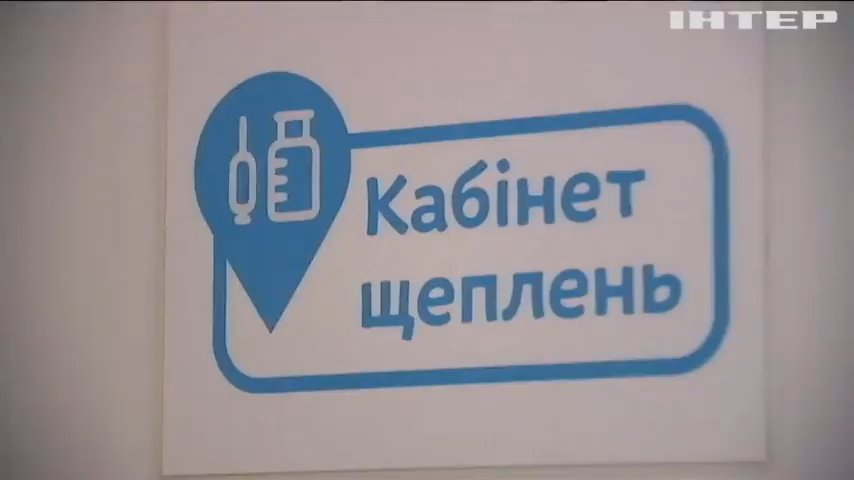 ІНТЕР
Кабінет
щеплень